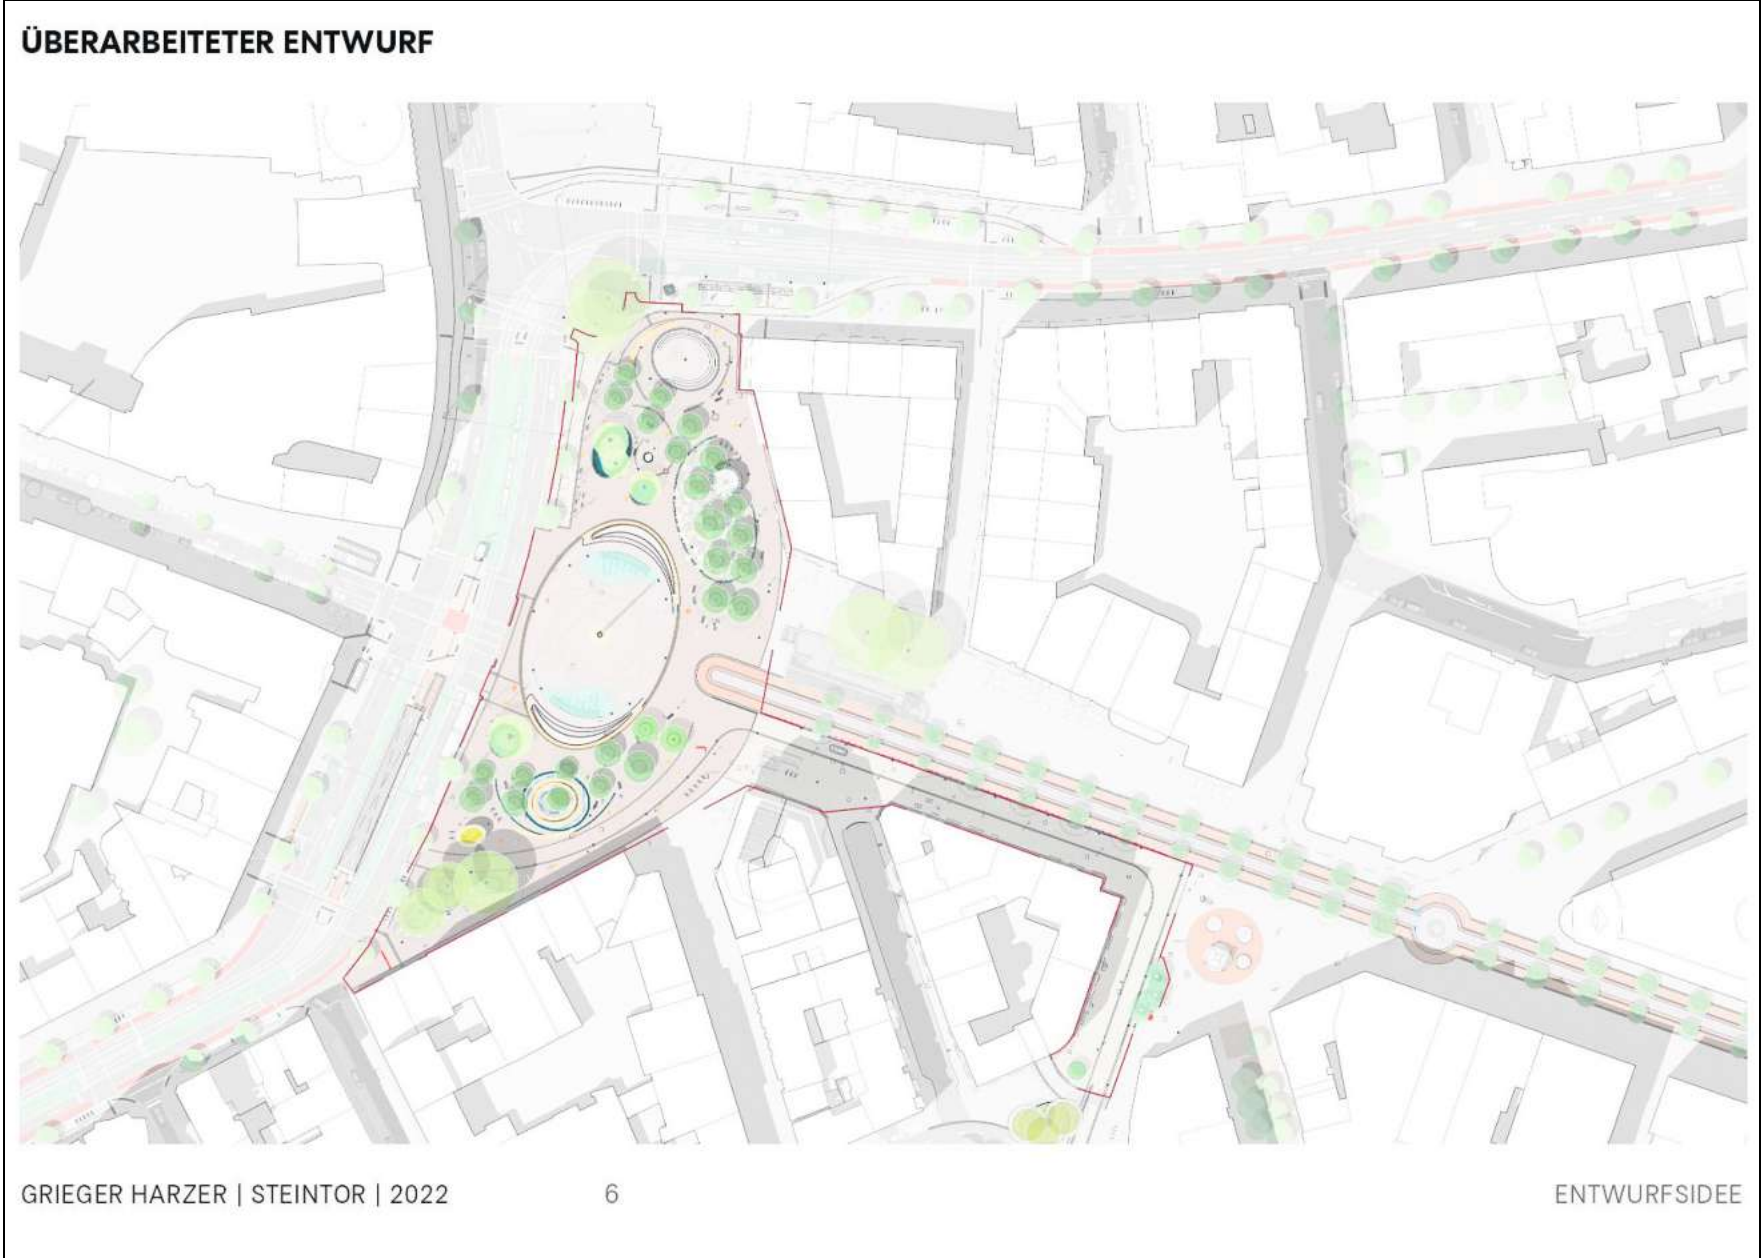 ÜBERARBEITETER ENTWURF
GRIEGER HARZER | STEINTOR | 2022
6
ENTWURFSIDEE